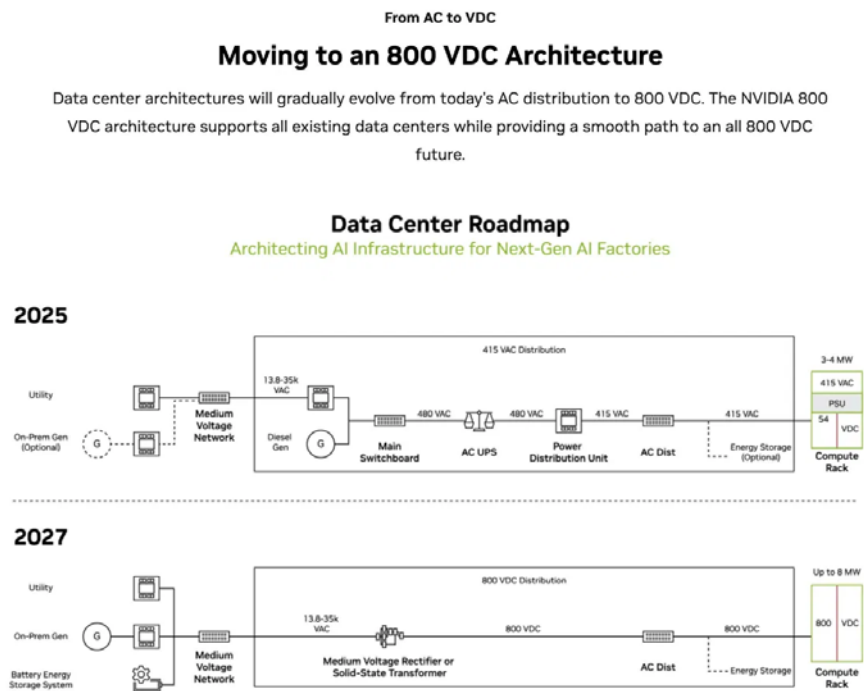 From AC to VDC
Moving to an 800 VDC Architecture
Data center architectures will gradually evolve from today's AC distribution to 800 VDC. The NVIDIA 800
VDC architecture supports all existing data centers while providing a smooth path to an all 800 VDC
future.
Data Center Roadmap
Architecting AI Infrastructure for Next-Gen AI Factories
2025
415 VAC Distribution
3-4 MW
Utility
13.8-35k
VAC
415 VAC
PSU
54
VDC
Medium
Voltage
Network
480 VAC
480 VAC
415 VAC
415 VAC
On-Prem Gen
(Optional)
G
Diesel
Gen
G
Main
Switchboard
AC UPS
Power
Distribution Unit
AC Dist
Energy Storage
(Optional)
Compute
Rack
2027
800 VDC Distribution
Up to 8 MW
Utility
13.8-35k
VAC
800 VDC
800 VDC
800
VDC
On-Prem Gen
G
Medium
Voltage
Network
Medium Voltage Rectifier or
Solid-State Transformer
AC Dist
Energy Storage
Compute
Rack
Battery Energy
Storage System